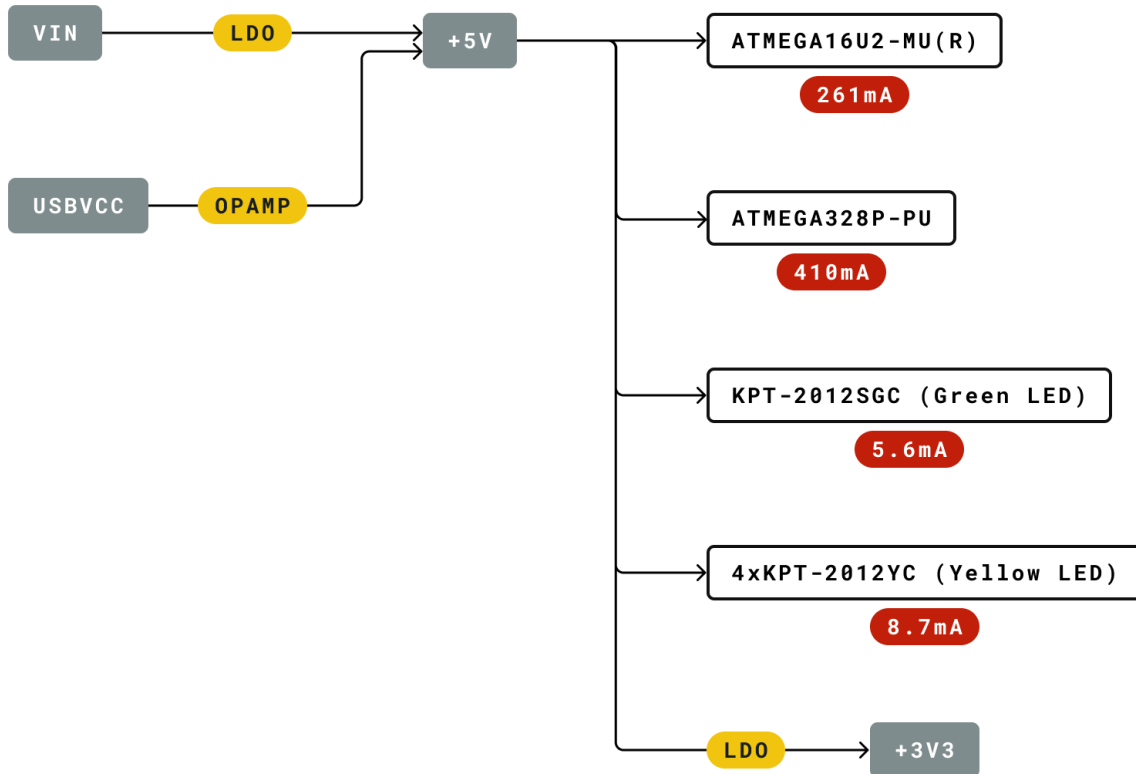 VIN
LDO
+5V
ATMEGA16U2-MU(R)
261mA
USBVCC
OPAMP
ATMEGA328P-PU
410mA
KPT-2012SGC (Green LED)
5.6mA
4xKPT-2012YC (Yellow LED)
8.7mA
LDO
+3V3